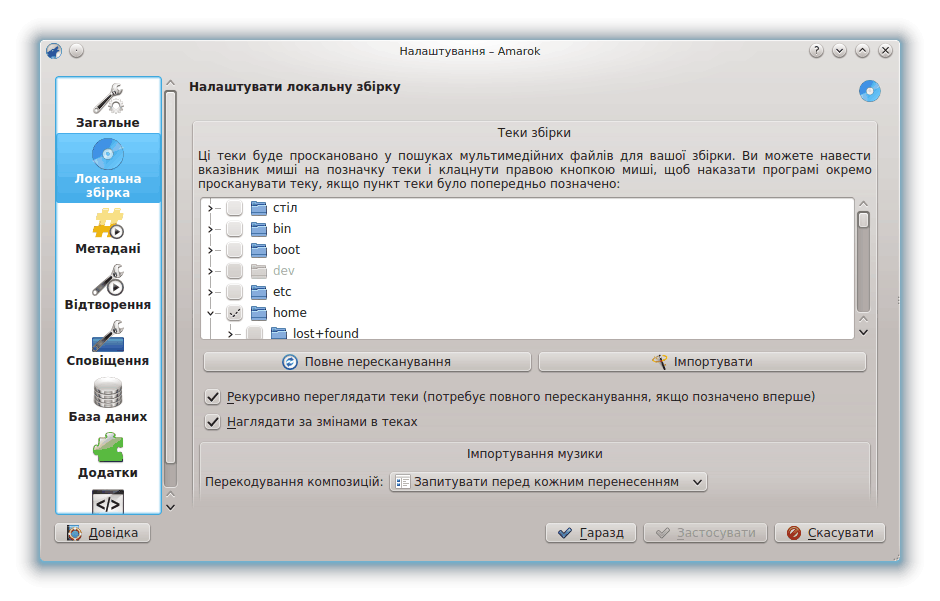 Налаштування – Amarok
Загальне
Локальна
збірка
Метадані
Відтворення
Сповіщення
База даних
Додатки
Налаштувати локальну збірку
Теки збірки
Ці теки буде проскановано у пошуках мультимедійних файлів для вашої збірки. Ви можете навести
вказівник миші на позначку теки і клацнути правою кнопкою миші, щоб наказати програмі окремо
просканувати теку, якщо пункт теки було попередньо позначено:
стіл
bin
boot
dev
etc
home
lost+found
Повне пересканування
Імпортувати
Рекурсивно переглядати теки (потребує повного пересканування, якщо позначено вперше)
Наглядати за змінами в теках
Імпортування музики
Перекодування композицій: Запитувати перед кожним перенесенням
Довідка
Гаразд
Застосувати
Скасувати